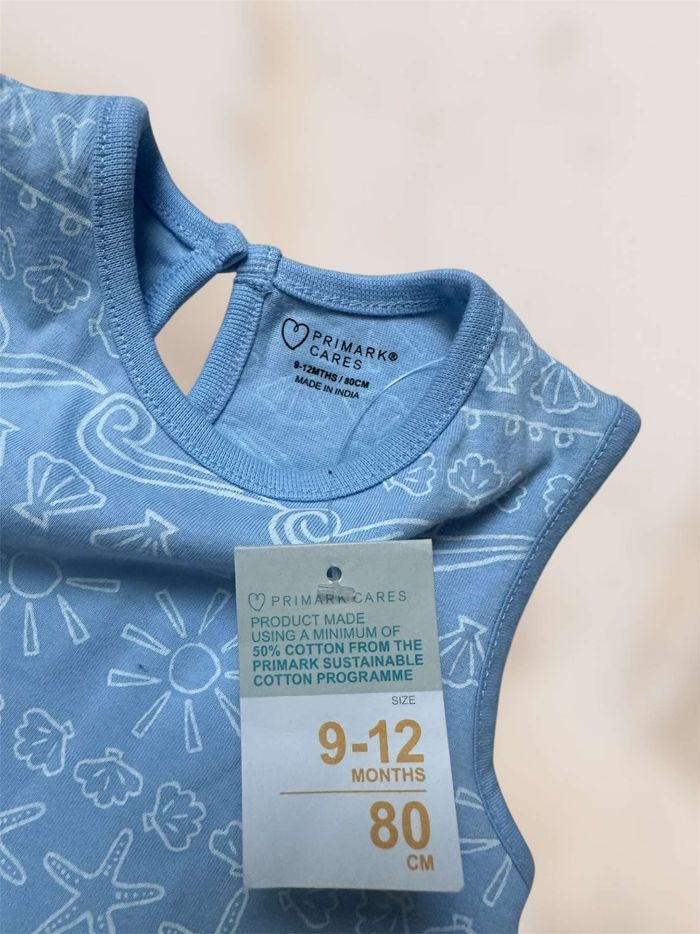 PRIMARK®
CARES
9-12MTHS / 80CM
MADE IN INDIA
PRIMARK CARES
PRODUCT MADE
USING A MINIMUM OF
50% COTTON FROM THE
PRIMARK SUSTAINABLE
COTTON PROGRAMME
SIZE
9-12
MONTHS
80
CM